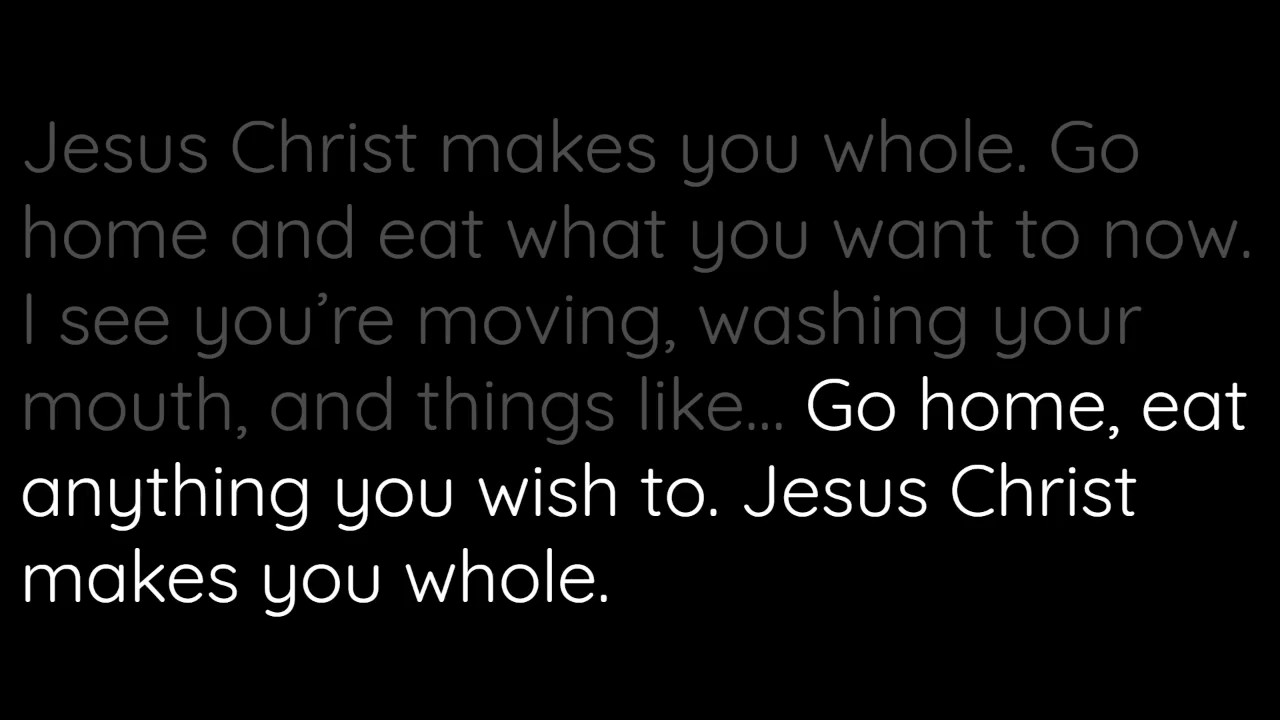 Jesus Christ makes you whole. Go
home and eat what you want to now.
I see you’re moving, washing your
mouth, and things like... Go home, eat
anything you wish to. Jesus Christ
makes you whole.